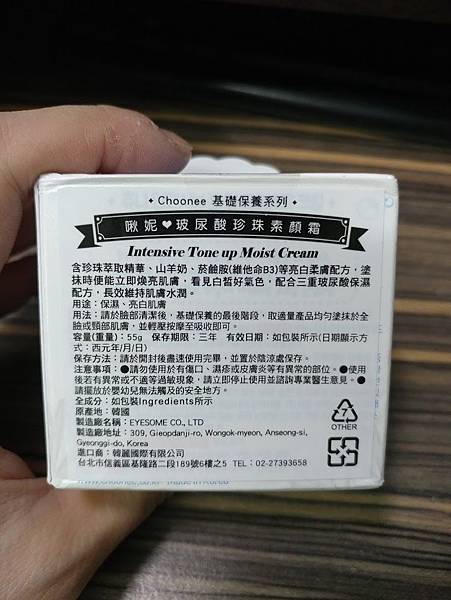 ✦ Choonee 基礎保養系列 ✦
啾妮♥玻尿酸珍珠素顏霜
Intensive Tone up Moist Cream
含珍珠萃取精華、山羊奶、菸鹼胺(維他命B3)等亮白柔膚配方，塗
抹時便能立即煥亮肌膚，看見白皙好氣色，配合三重玻尿酸保濕
配方，長效維持肌膚水潤。
用途：保濕、亮白肌膚
用法：請於臉部清潔後，基礎保養的最後階段，取適量產品均勻塗抹於全
臉或頸部肌膚，並輕壓按摩至吸收即可。
容量(重量)：55g 保存期限：三年 有效日期：如包裝所示(日期顯示方
式：西元年/月/日)
保存方法：請於開封後盡速使用完畢，並置於陰涼處保存。
注意事項：●請勿使用於有傷口、濕疹或皮膚炎等有異常的部位。●使用
後若有異常或不適等過敏現象，請立即停止使用並諮詢專業醫生意見。●
請擺放於嬰幼兒無法觸及的安全地方。
全成分：如包裝Ingredients所示
原產地：韓國
製造廠名稱：EYESOME CO., LTD
製造廠地址：309, Gieopdanji-ro, Wongok-myeon, Anseong-si,
Gyeonggi-do, Korea
進口商：韓麗國際有限公司
台北市信義區基隆路二段189號6樓之5 TEL：02-27393658
7
OTHER